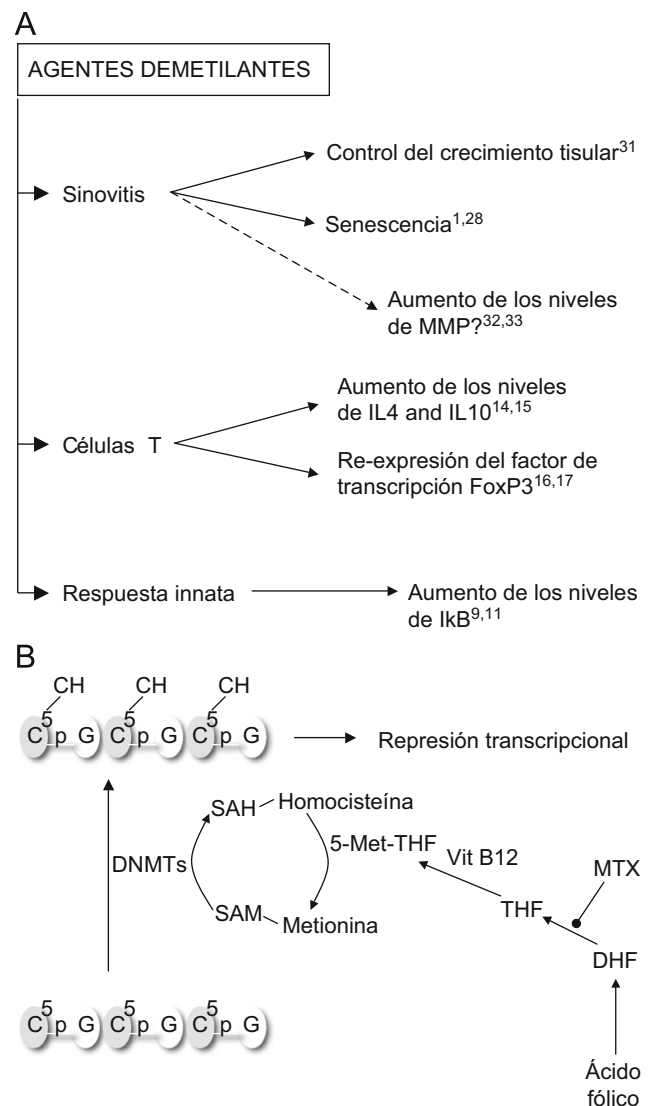 A
AGENTES DEMETILANTES
Sinovitis
Control del crecimiento tisular31
Senescencia1,28
Aumento de los niveles
de MMP?32,33
Células T
Aumento de los niveles
de IL4 and IL1014,15
Re-expresión del factor de
transcripción FoxP316,17
Respuesta innata
Aumento de los niveles
de IkB9,11
B
CH CH CH
5 5 5
C p G C p G C p G
Represión transcripcional
SAH
Homocisteína
DNMTs
5-Met-THF
Vit B12
MTX
SAM
Metionina
THF
DHF
5 5 5
C p G C p G C p G
Ácido
fólico